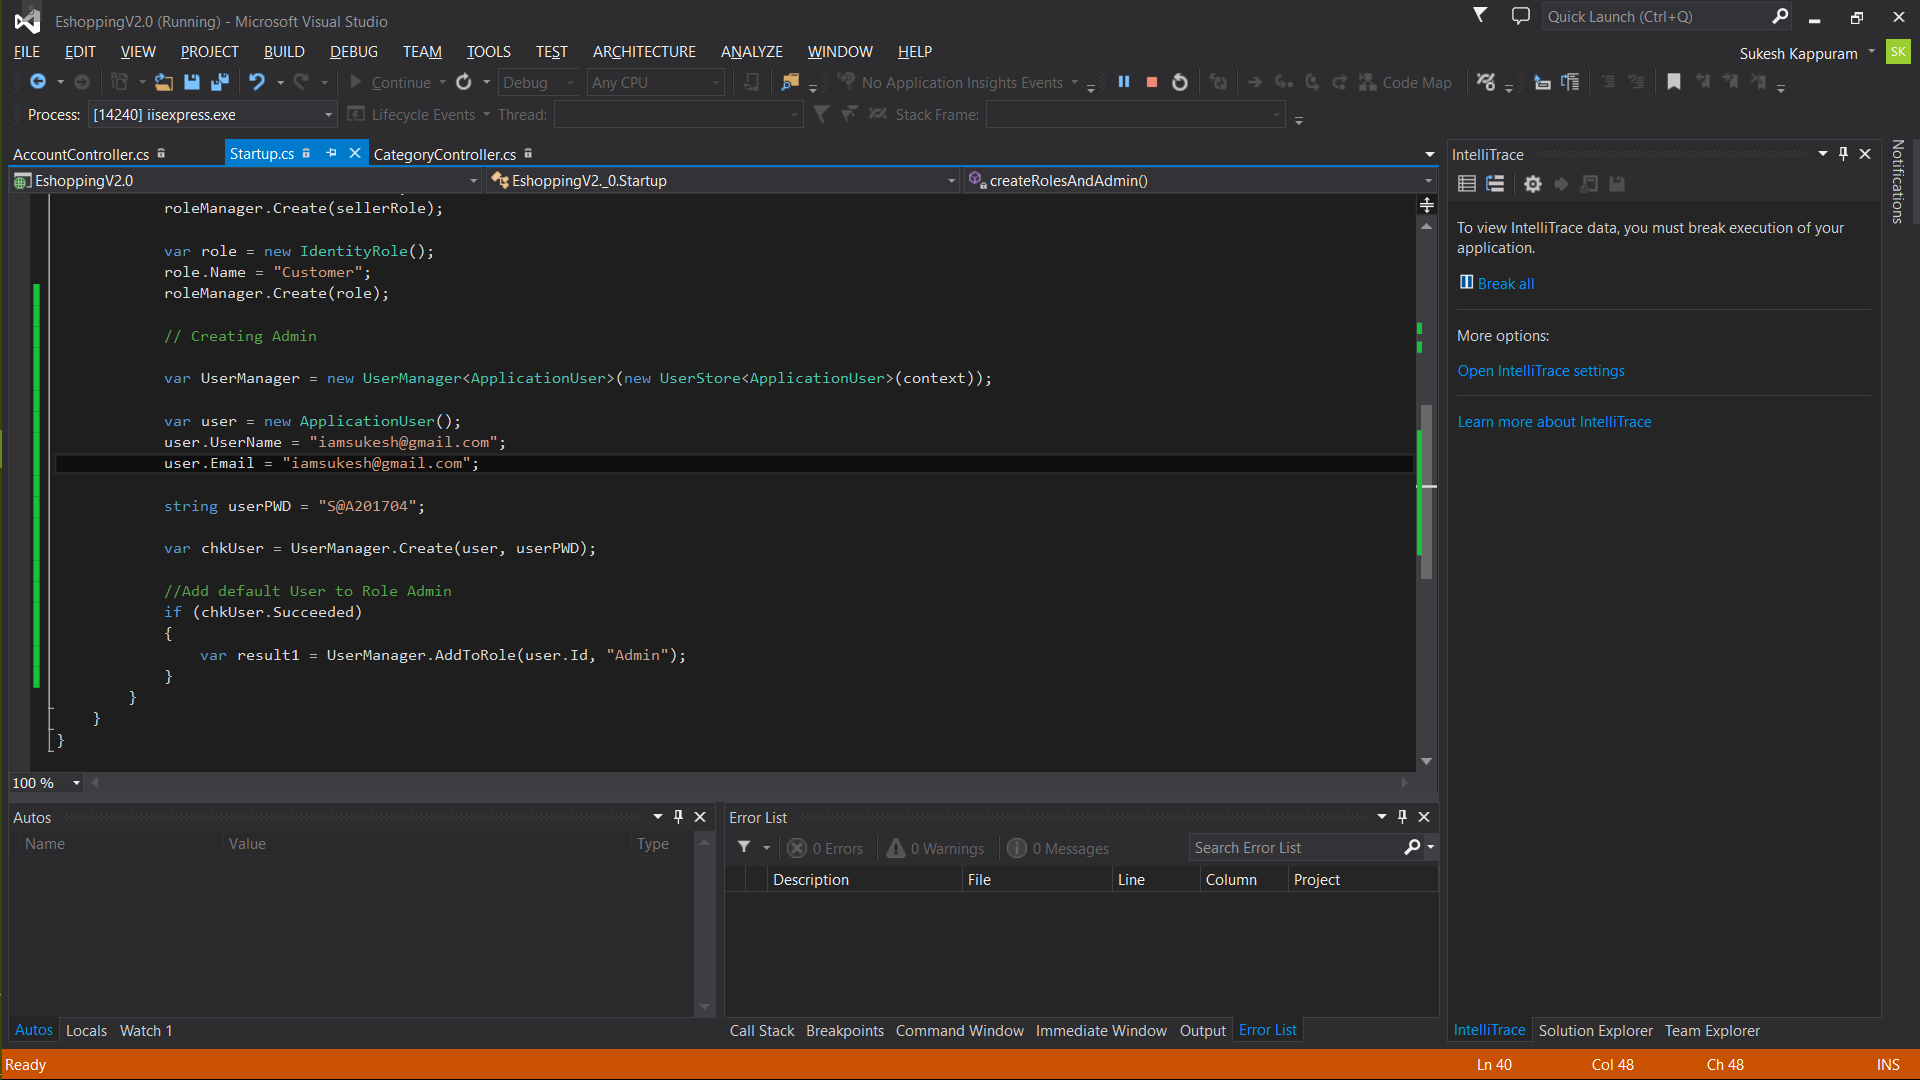 EshoppingV2.0 (Running) - Microsoft Visual Studio
Quick Launch (Ctrl+Q)
FILE EDIT VIEW PROJECT BUILD DEBUG TEAM TOOLS TEST ARCHITECTURE ANALYZE WINDOW HELP
Sukesh Kappuram SK
Continue Debug Any CPU No Application Insights Events Code Map
Process: [14240] iisexpress.exe Lifecycle Events Thread: Stack Frame:
AccountController.cs Startup.cs CategoryController.cs
EshoppingV2.0 EshoppingV2._0.Startup createRolesAndAdmin()
roleManager.Create(sellerRole);
var role = new IdentityRole();
role.Name = "Customer";
roleManager.Create(role);
// Creating Admin
var UserManager = new UserManager<ApplicationUser>(new UserStore<ApplicationUser>(context));
var user = new ApplicationUser();
user.UserName = "iamsukesh@gmail.com";
user.Email = "iamsukesh@gmail.com";
string userPWD = "S@A201704";
var chkUser = UserManager.Create(user, userPWD);
//Add default User to Role Admin
if (chkUser.Succeeded)
{
var result1 = UserManager.AddToRole(user.Id, "Admin");
}
}
}
}
100 %
IntelliTrace
To view IntelliTrace data, you must break execution of your
application.
Break all
More options:
Open IntelliTrace settings
Learn more about IntelliTrace
Notifications
Autos
Name Value Type
Autos Locals Watch 1
Error List
0 Errors 0 Warnings 0 Messages Search Error List
Description File Line Column Project
Call Stack Breakpoints Command Window Immediate Window Output Error List
IntelliTrace Solution Explorer Team Explorer
Ready Ln 40 Col 48 Ch 48 INS